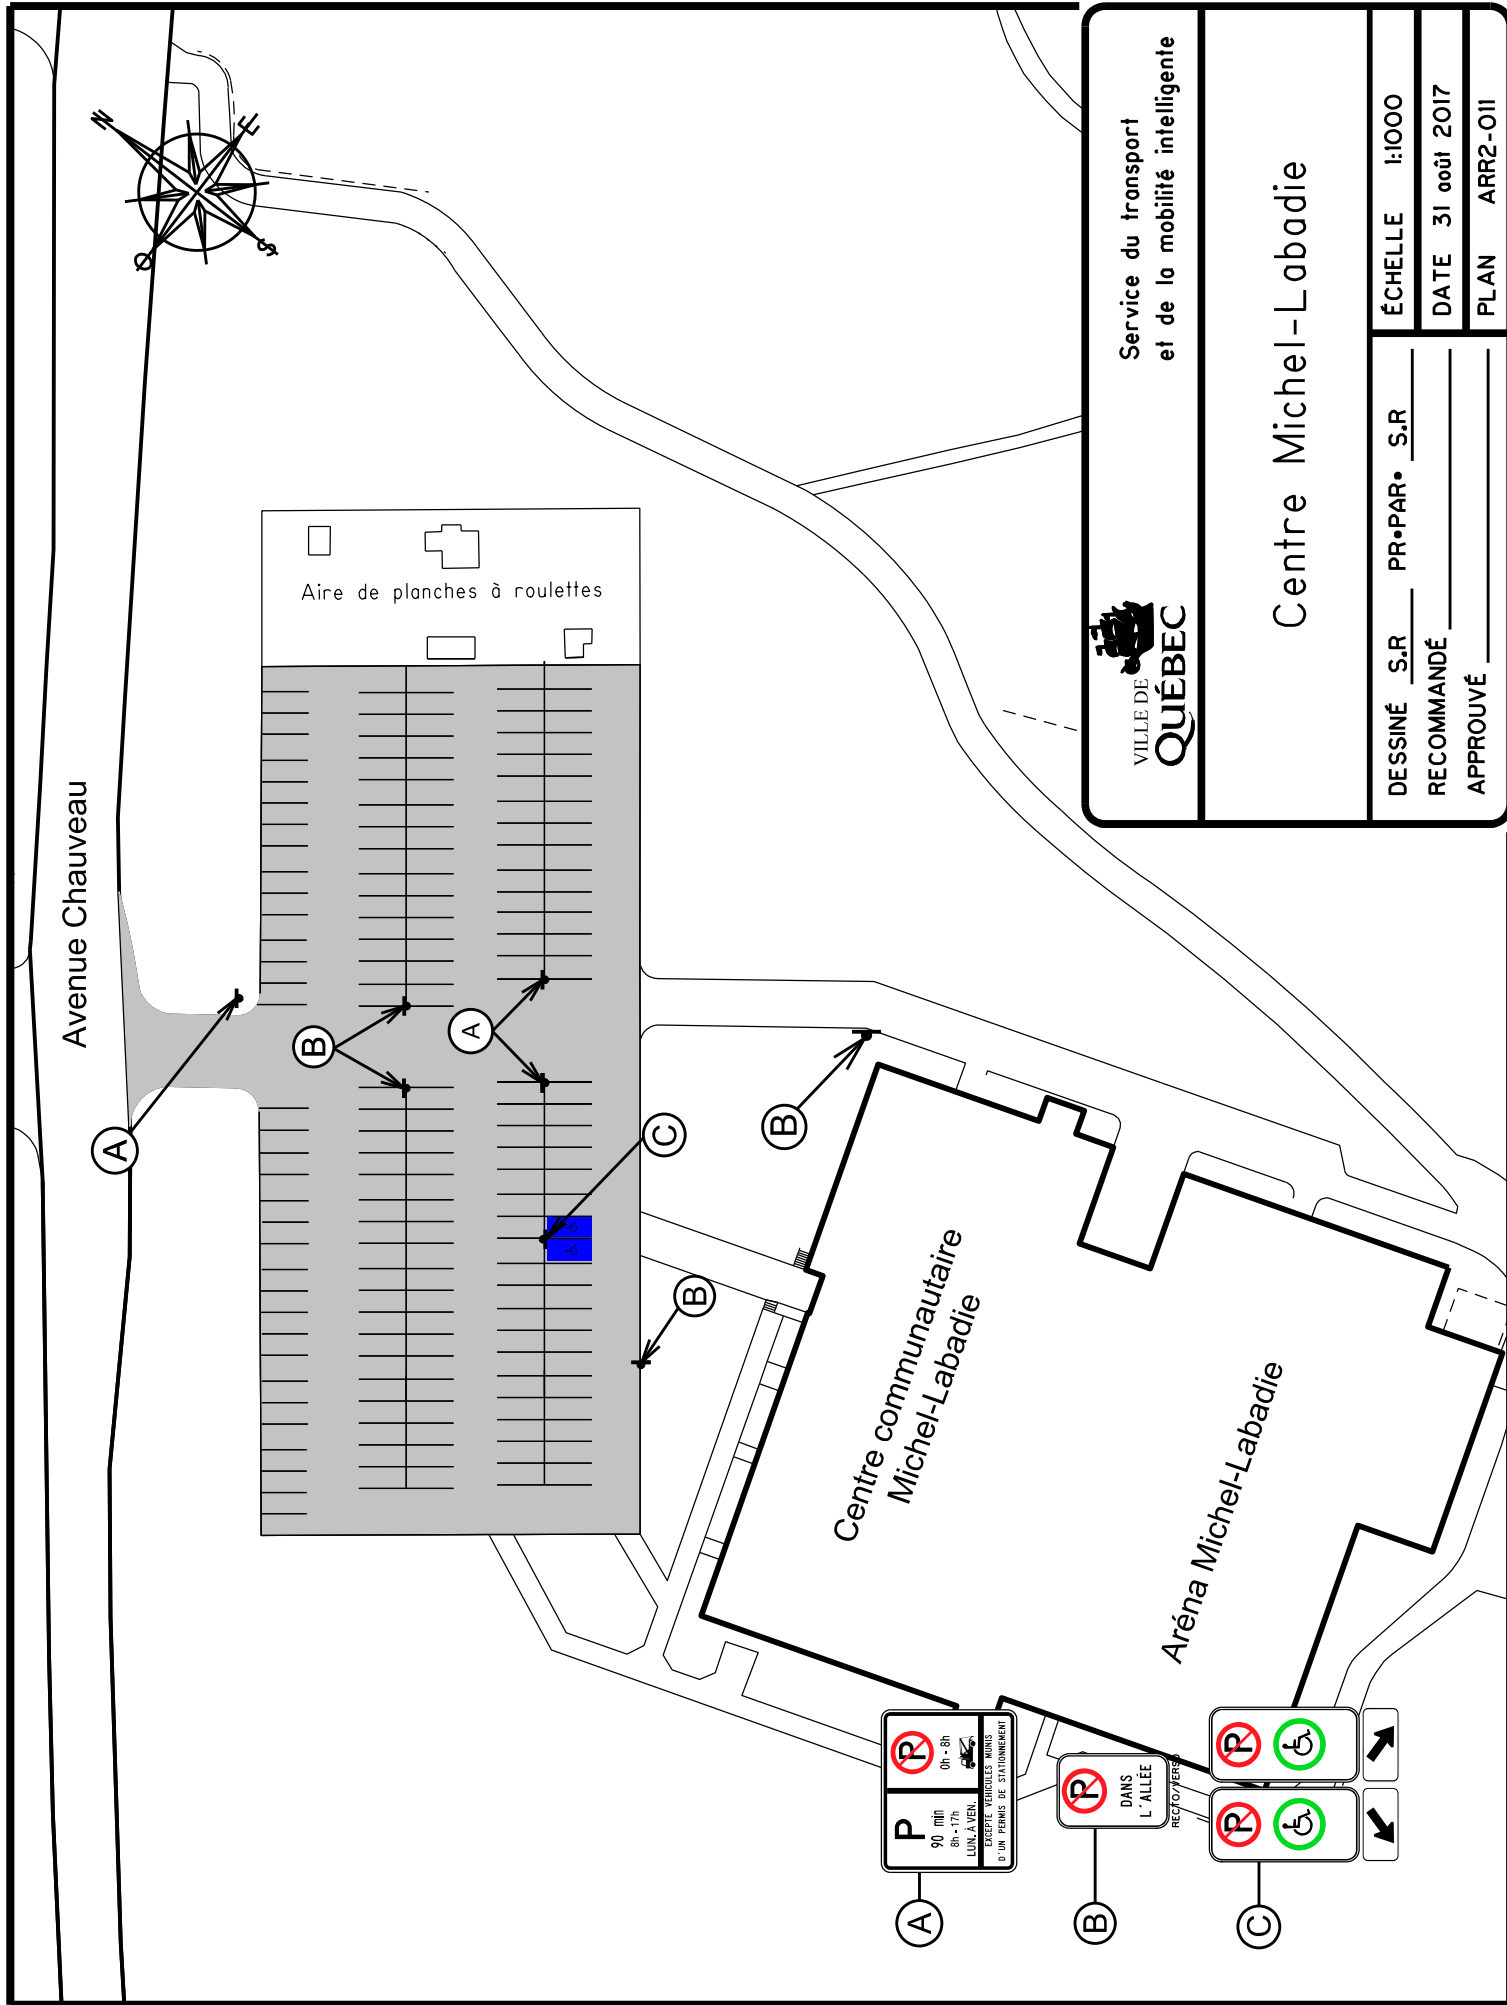 Avenue Chauveau
N
E
S
O
Aire de planches à roulettes
A
B
A
C
B
B
Centre communautaire
Michel-Labadie
Aréna Michel-Labadie
P
90 min
8h - 17h
LUN. À VEN.
P
0h - 8h
EXCEPTÉ VÉHICULES MUNIS
D'UN PERMIS DE STATIONNEMENT
A
P
DANS
L'ALLÉE
RECTO/VERSO
B
P
P
C
VILLE DE
QUÉBEC
Service du transport
et de la mobilité intelligente
Centre Michel-Labadie
DESSINÉ S.R PR.PAR. S.R
RECOMMANDÉ
APPROUVÉ
ÉCHELLE 1:1000
DATE 31 août 2017
PLAN ARR2-011